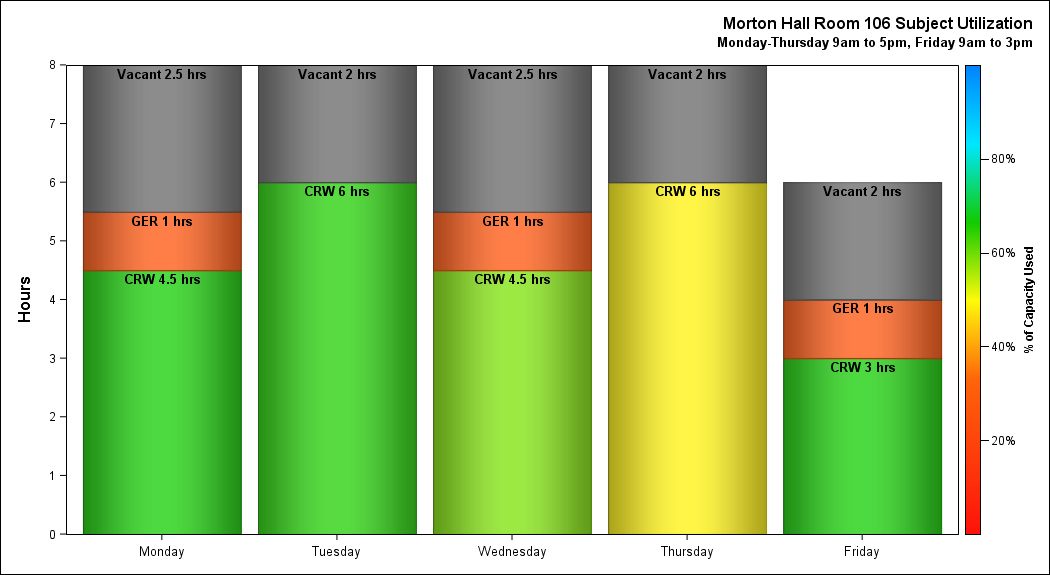 Morton Hall Room 106 Subject Utilization
Monday-Thursday 9am to 5pm, Friday 9am to 3pm
Hours
8
7
6
5
4
3
2
1
0
Vacant 2.5 hrs
GER 1 hrs
CRW 4.5 hrs
Vacant 2 hrs
CRW 6 hrs
Vacant 2.5 hrs
GER 1 hrs
CRW 4.5 hrs
Vacant 2 hrs
CRW 6 hrs
Vacant 2 hrs
GER 1 hrs
CRW 3 hrs
Monday
Tuesday
Wednesday
Thursday
Friday
80%
60%
40%
20%
% of Capacity Used